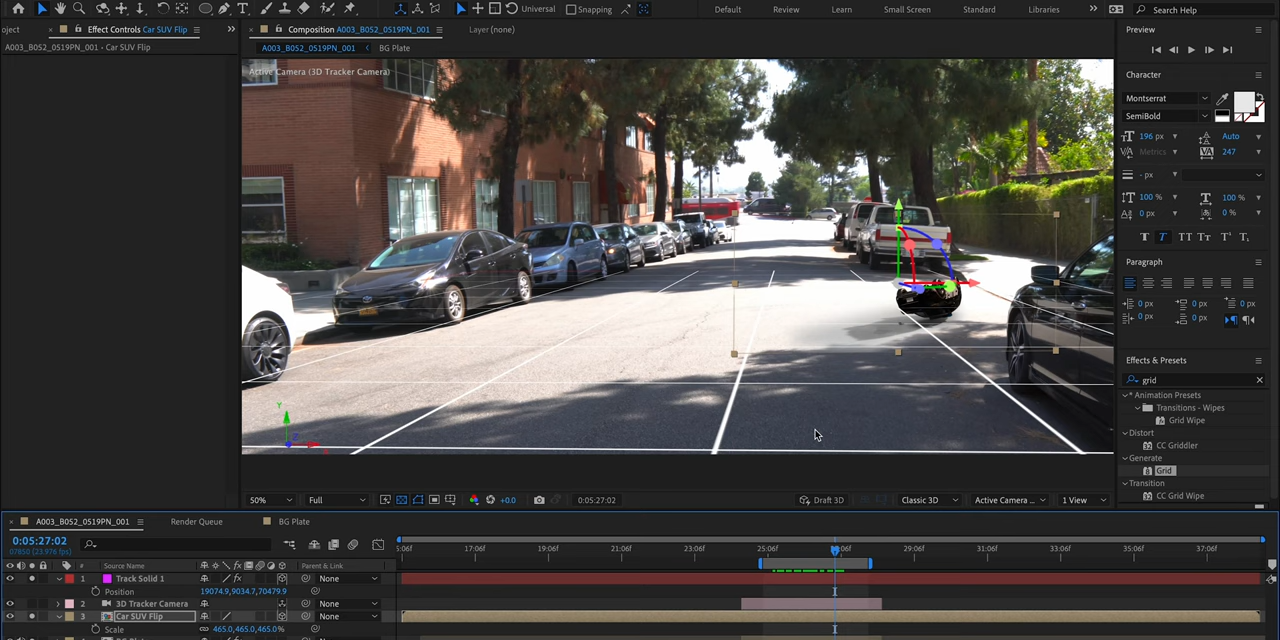 Universal
Snapping
Default
Review
Learn
Small Screen
Standard
Libraries
Search Help
oject
Effect Controls Car SUV Flip
Composition A003_B052_0519PN_001
Layer (none)
Preview
A003_B052_0519PN_001 • Car SUV Flip
A003_B052_0519PN_001
BG Plate
Active Camera (3D Tracker Camera)
Character
Montserrat
SemiBold
196 px
Auto
Metrics
247
- px
100 %
100 %
0 px
0 %
Paragraph
0 px
0 px
0 px
0 px
0 px
Effects & Presets
grid
* Animation Presets
Transitions - Wipes
Grid Wipe
Distort
CC Griddler
Generate
Grid
Transition
CC Grid Wipe
Y
Z
X
50%
Full
+0.0
0:05:27:02
Draft 3D
Classic 3D
Active Camera ...
1 View
A003_B052_0519PN_001
Render Queue
BG Plate
0:05:27:02
07850 (23.976 fps)
5:06f
17:06f
19:06f
21:06f
23:06f
25:06f
29:06f
31:06f
33:06f
35:06f
37:06f
#
Source Name
Parent & Link
1
Track Solid 1
None
Position
19074.9,9034.7,70479.9
2
3D Tracker Camera
None
3
Car SUV Flip
None
Scale
465.0,465.0,465.0%